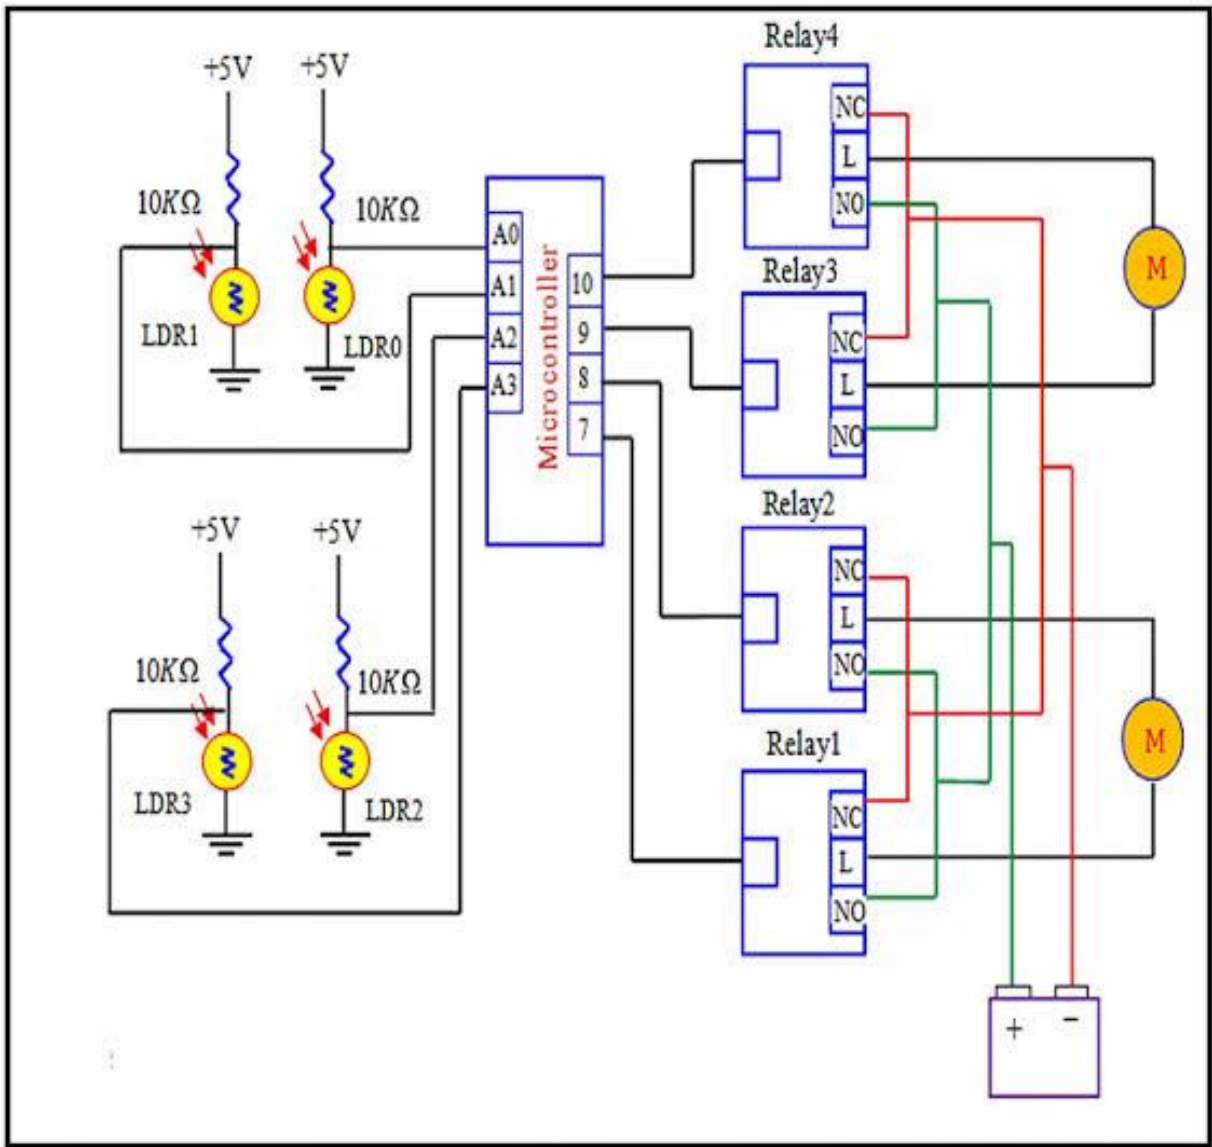 +5V
+5V
10KΩ
10KΩ
LDR1
LDR0
+5V
+5V
10KΩ
10KΩ
LDR3
LDR2
A0
A1
A2
A3
Microcontroller
10
9
8
7
Relay4
NC
L
NO
Relay3
NC
L
NO
Relay2
NC
L
NO
Relay1
NC
L
NO
M
M
+
−